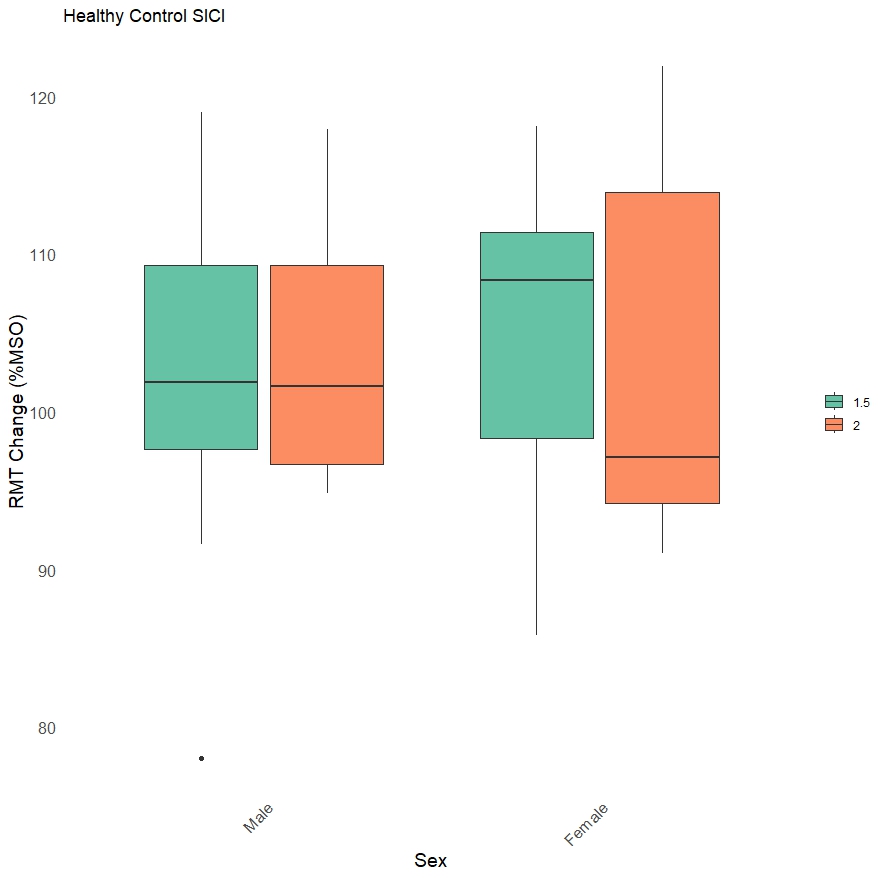 Healthy Control SICI
120
110
100
90
80
RMT Change (%MSO)
Male
Female
Sex
1.5
2